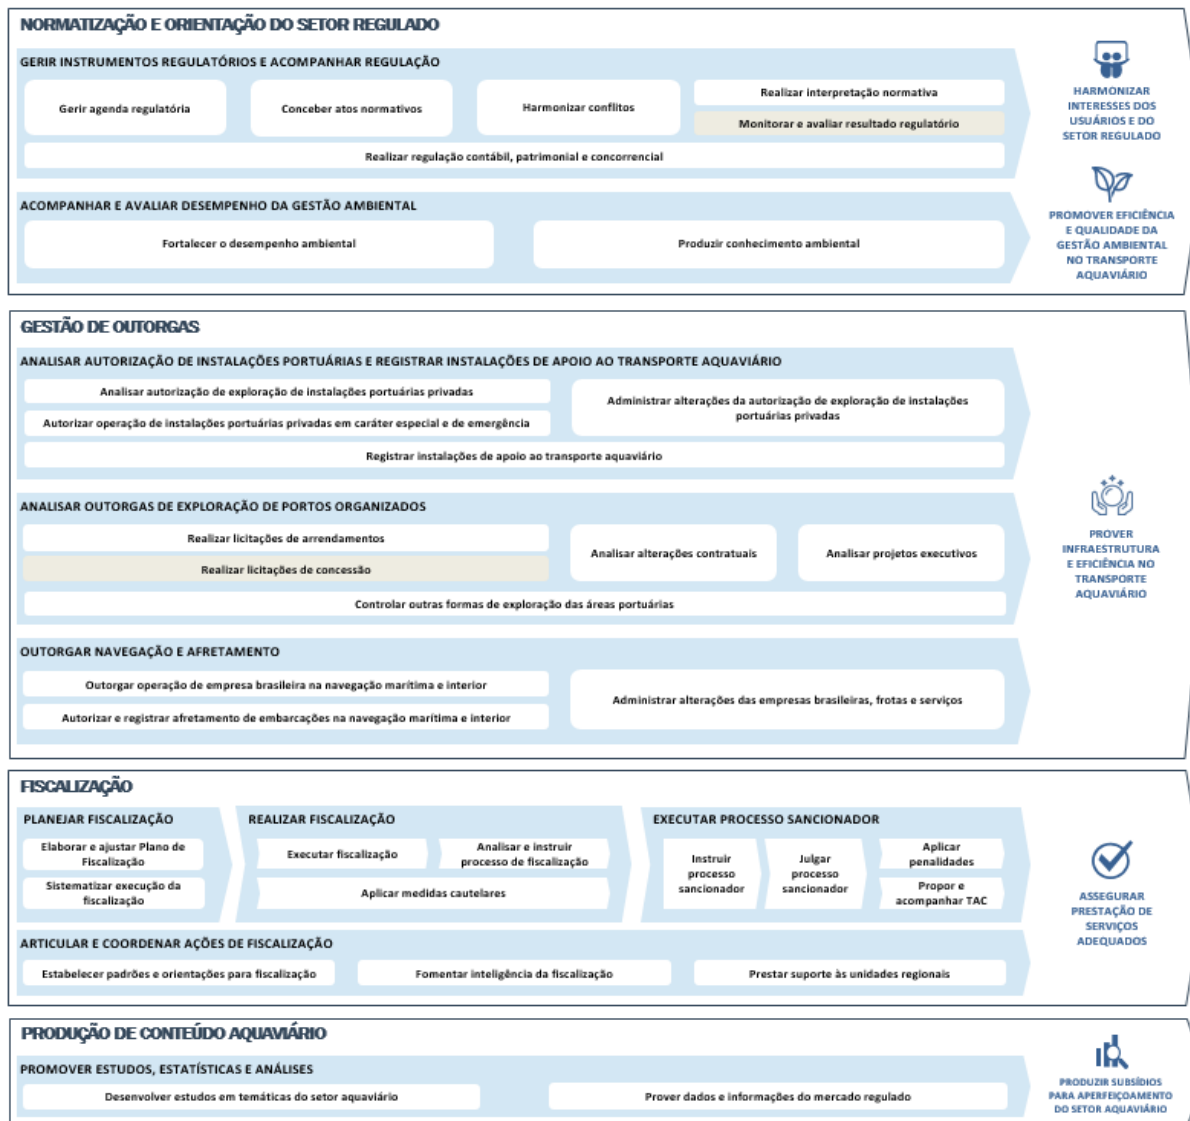 NORMATIZAÇÃO E ORIENTAÇÃO DO SETOR REGULADO
GERIR INSTRUMENTOS REGULATÓRIOS E ACOMPANHAR REGULAÇÃO
Gerir agenda regulatória
Conceber atos normativos
Harmonizar conflitos
Realizar interpretação normativa
Monitorar e avaliar resultado regulatório
Realizar regulação contábil, patrimonial e concorrencial
HARMONIZAR
INTERESSES DOS
USUÁRIOS E DO
SETOR REGULADO
ACOMPANHAR E AVALIAR DESEMPENHO DA GESTÃO AMBIENTAL
Fortalecer o desempenho ambiental
Produzir conhecimento ambiental
PROMOVER EFICIÊNCIA
E QUALIDADE DA
GESTÃO AMBIENTAL
NO TRANSPORTE
AQUAVIÁRIO
GESTÃO DE OUTORGAS
ANALISAR AUTORIZAÇÃO DE INSTALAÇÕES PORTUÁRIAS E REGISTRAR INSTALAÇÕES DE APOIO AO TRANSPORTE AQUAVIÁRIO
Analisar autorização de exploração de instalações portuárias privadas
Autorizar operação de instalações portuárias privadas em caráter especial e de emergência
Administrar alterações da autorização de exploração de instalações
portuárias privadas
Registrar instalações de apoio ao transporte aquaviário
ANALISAR OUTORGAS DE EXPLORAÇÃO DE PORTOS ORGANIZADOS
Realizar licitações de arrendamentos
Realizar licitações de concessão
Analisar alterações contratuais
Analisar projetos executivos
Controlar outras formas de exploração das áreas portuárias
PROVER
INFRAESTRUTURA
E EFICIÊNCIA NO
TRANSPORTE
AQUAVIÁRIO
OUTORGAR NAVEGAÇÃO E AFRETAMENTO
Outorgar operação de empresa brasileira na navegação marítima e interior
Autorizar e registrar afretamento de embarcações na navegação marítima e interior
Administrar alterações das empresas brasileiras, frotas e serviços
FISCALIZAÇÃO
PLANEJAR FISCALIZAÇÃO
Elaborar e ajustar Plano de
Fiscalização
Sistematizar execução da
fiscalização
REALIZAR FISCALIZAÇÃO
Executar fiscalização
Analisar e instruir
processo de fiscalização
Aplicar medidas cautelares
EXECUTAR PROCESSO SANCIONADOR
Instruir
processo
sancionador
Julgar
processo
sancionador
Aplicar
penalidades
Propor e
acompanhar TAC
ARTICULAR E COORDENAR AÇÕES DE FISCALIZAÇÃO
Estabelecer padrões e orientações para fiscalização
Fomentar inteligência da fiscalização
Prestar suporte às unidades regionais
ASSEGURAR
PRESTAÇÃO DE
SERVIÇOS
ADEQUADOS
PRODUÇÃO DE CONTEÚDO AQUAVIÁRIO
PROMOVER ESTUDOS, ESTATÍSTICAS E ANÁLISES
Desenvolver estudos em temáticas do setor aquaviário
Prover dados e informações do mercado regulado
PRODUZIR SUBSÍDIOS
PARA APERFEIÇOAMENTO
DO SETOR AQUAVIÁRIO